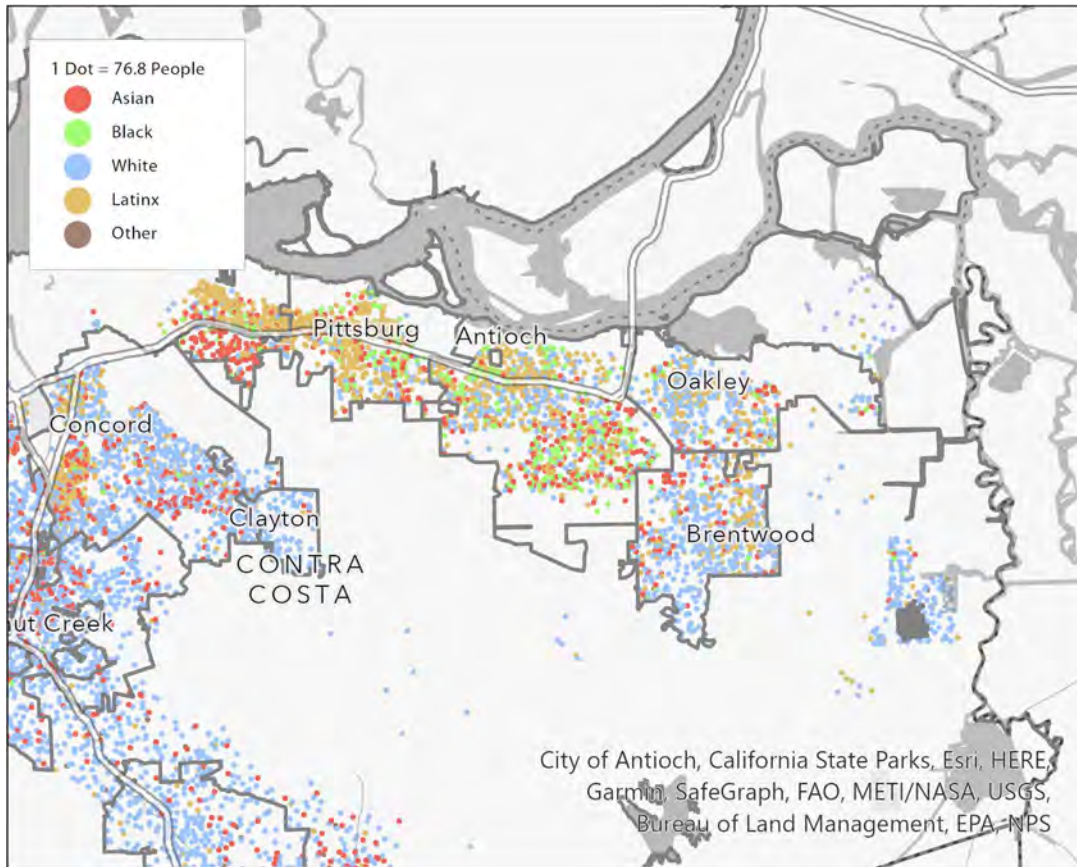 1 Dot = 76.8 People
Asian
Black
White
Latinx
Other
Pittsburg
Antioch
Oakley
Concord
Clayton
Brentwood
CONTRA
COSTA
nut Creek
City of Antioch, California State Parks, Esri, HERE,
Garmin, SafeGraph, FAO, METI/NASA, USGS,
Bureau of Land Management, EPA, NPS